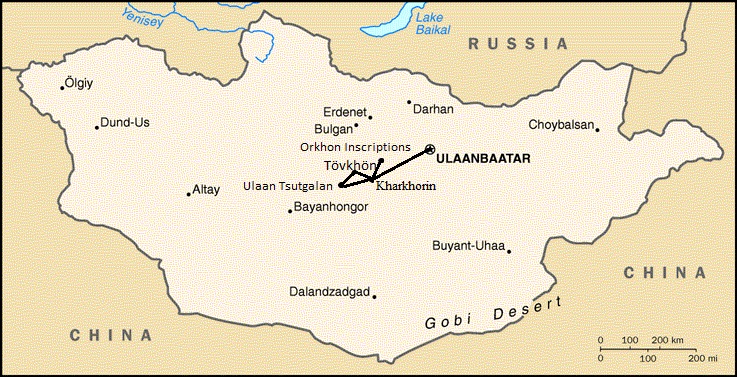 Yenisey
Lake
Baikal
RUSSIA
Ölgiy
Dund-Us
Erdenet
Darhan
Bulgan
Choybalsan
Orkhon Inscriptions
ULAANBAATAR
Tövkhön
Ulaan Tsutgalan
Kharkhorin
Altay
Bayanhongor
Buyant-Uhaa
CHINA
Dalandzadgad
Gobi Desert
CHINA
0 100 200 km
0 100 200 mi